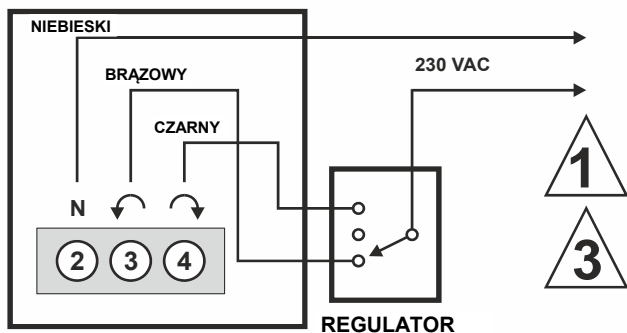 NIEBIESKI
230 VAC
BRĄZOWY
CZARNY
N
2 3 4
1
3
REGULATOR